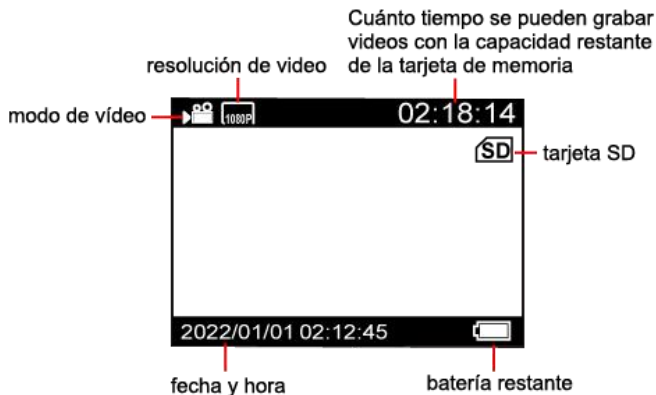 Cuánto tiempo se pueden grabar
videos con la capacidad restante
de la tarjeta de memoria
resolución de video
modo de vídeo
1080P
02:18:14
SD
tarjeta SD
2022/01/01 02:12:45
fecha y hora
batería restante